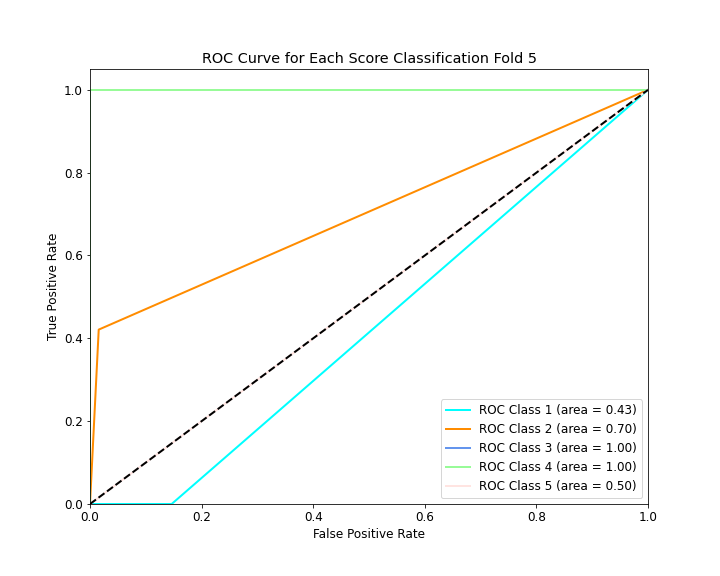 ROC Curve for Each Score Classification Fold 5
1.0
0.8
0.6
0.4
0.2
0.0
True Positive Rate
ROC Class 1 (area = 0.43)
ROC Class 2 (area = 0.70)
ROC Class 3 (area = 1.00)
ROC Class 4 (area = 1.00)
ROC Class 5 (area = 0.50)
0.0 0.2 0.4 0.6 0.8 1.0
False Positive Rate